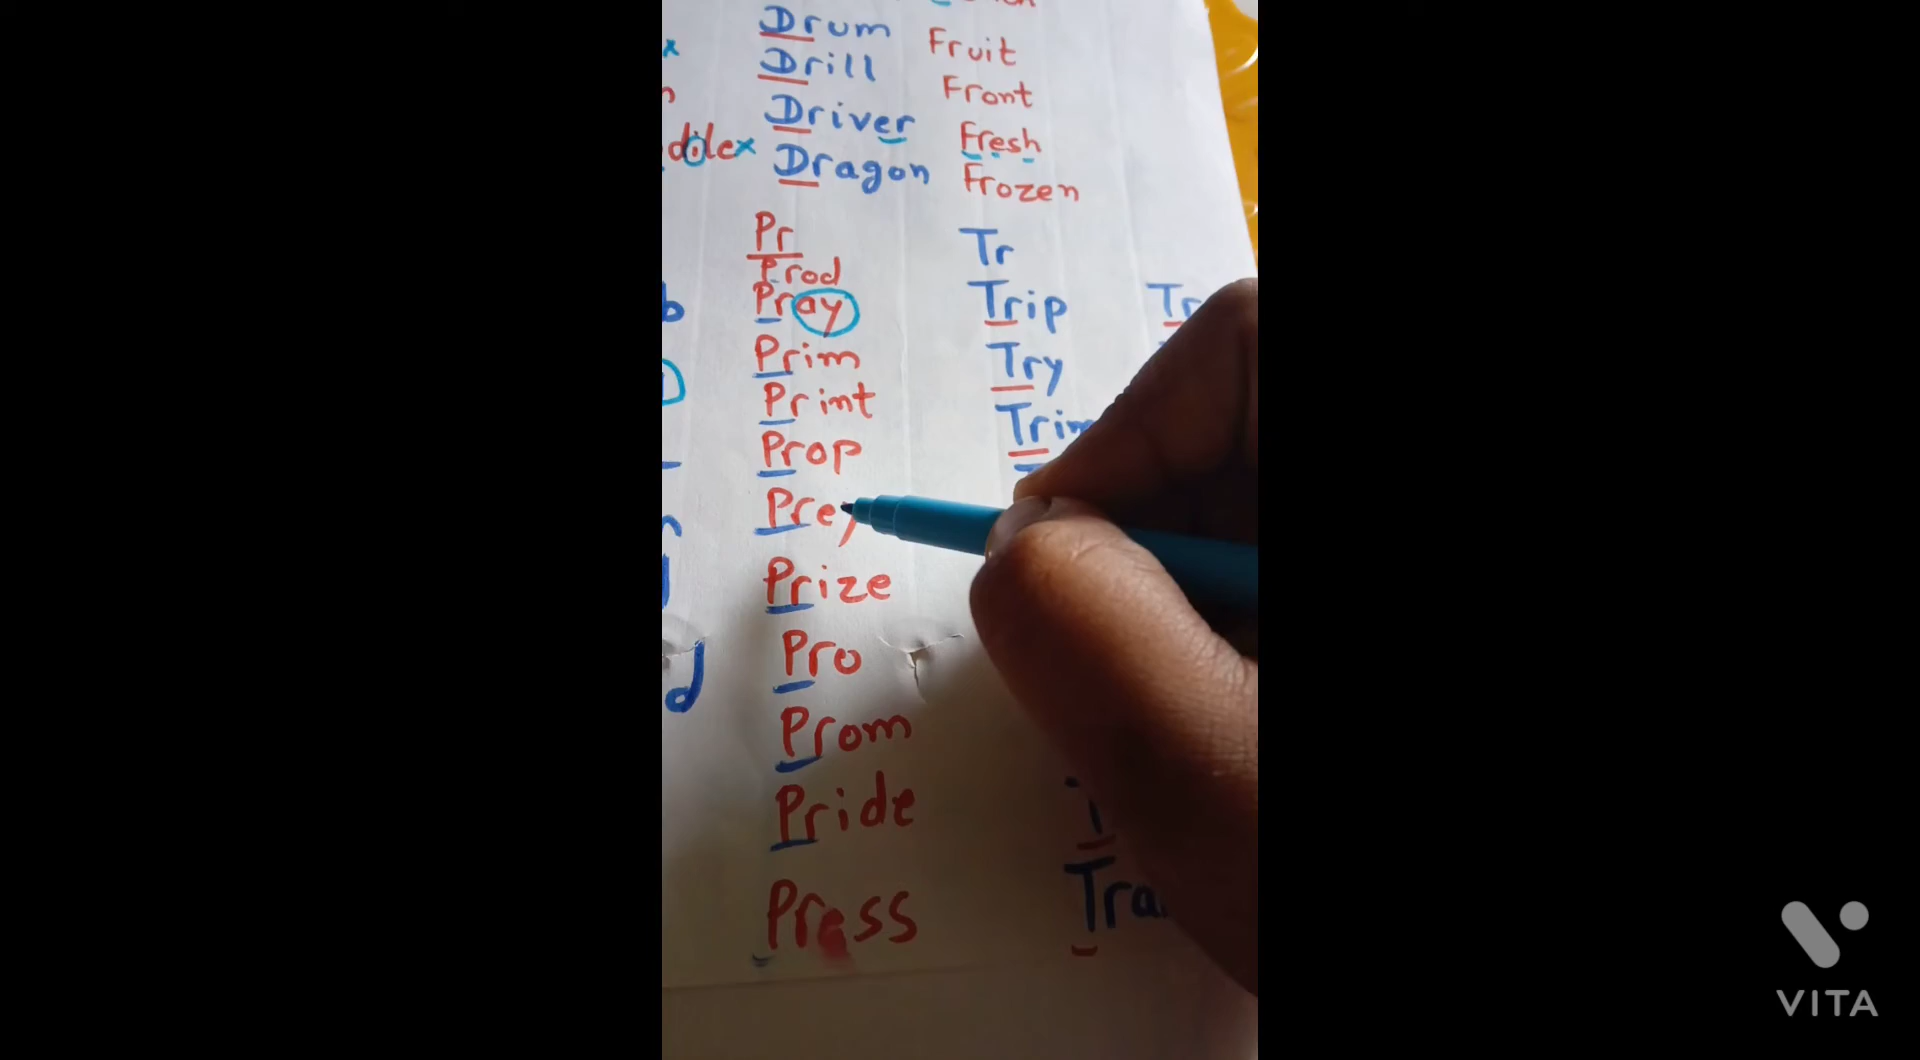 Drum
Drill
Driver
Dragon
Fruit
Front
Fresh
Frozen
Pr
Prod
Pray
Prim
Print
Prop
Prey
Prize
Pro
Prom
Pride
Press
Tr
Trip
Try
VITA